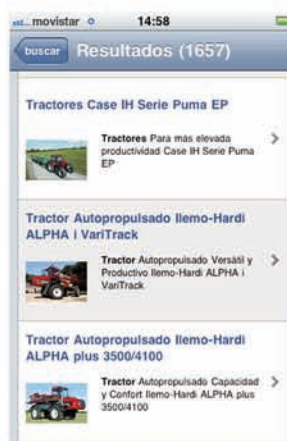 movistar 14:58
buscar Resultados (1657)
Tractores Case IH Serie Puma EP
Tractores Para mas elevada
productividad Case IH Serie Puma
EP
Tractor Autopropulsado Ilemo-Hardi
ALPHA i VariTrack
Tractor Autopropulsado Versátil y
Productivo Ilemo-Hardi ALPHA i
VariTrack
Tractor Autopropulsado Ilemo-Hardi
ALPHA plus 3500/4100
Tractor Autopropulsado Capacidad
y Confort Ilemo-Hardi ALPHA plus
3500/4100